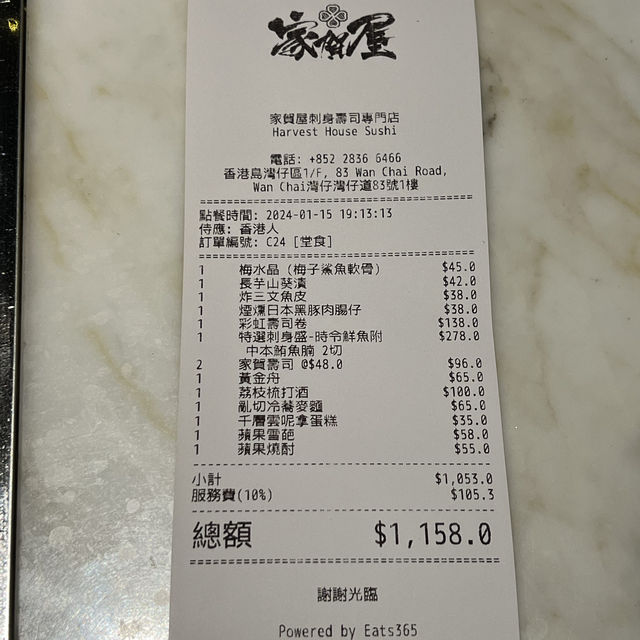 家賀屋
家賀屋刺身壽司專門店
Harvest House Sushi
電話: +852 2836 6466
香港島灣仔區1/F, 83 Wan Chai Road,
Wan Chai灣仔灣仔道83號1樓
點餐時間: 2024-01-15 19:13:13
侍應: 香港人
訂單編號: C24 [堂食]
1 梅水晶 (梅子鯊魚軟骨) $45.0
1 長芋山葵漬 $42.0
1 炸三文魚皮 $38.0
1 煙燻日本黑豚肉腸仔 $38.0
1 彩虹壽司卷 $138.0
1 特選刺身盛-時令鮮魚附 $278.0
中本鮪魚腩 2切
2 家賀壽司 @$48.0 $96.0
1 黃金舟 $65.0
1 荔枝梳打酒 $100.0
1 亂切冷蕎麥麵 $65.0
1 千層雲呢拿蛋糕 $35.0
1 蘋果雪葩 $58.0
1 蘋果燒酎 $55.0
小計 $1,053.0
服務費(10%) $105.3
總額 $1,158.0
謝謝光臨
Powered by Eats365